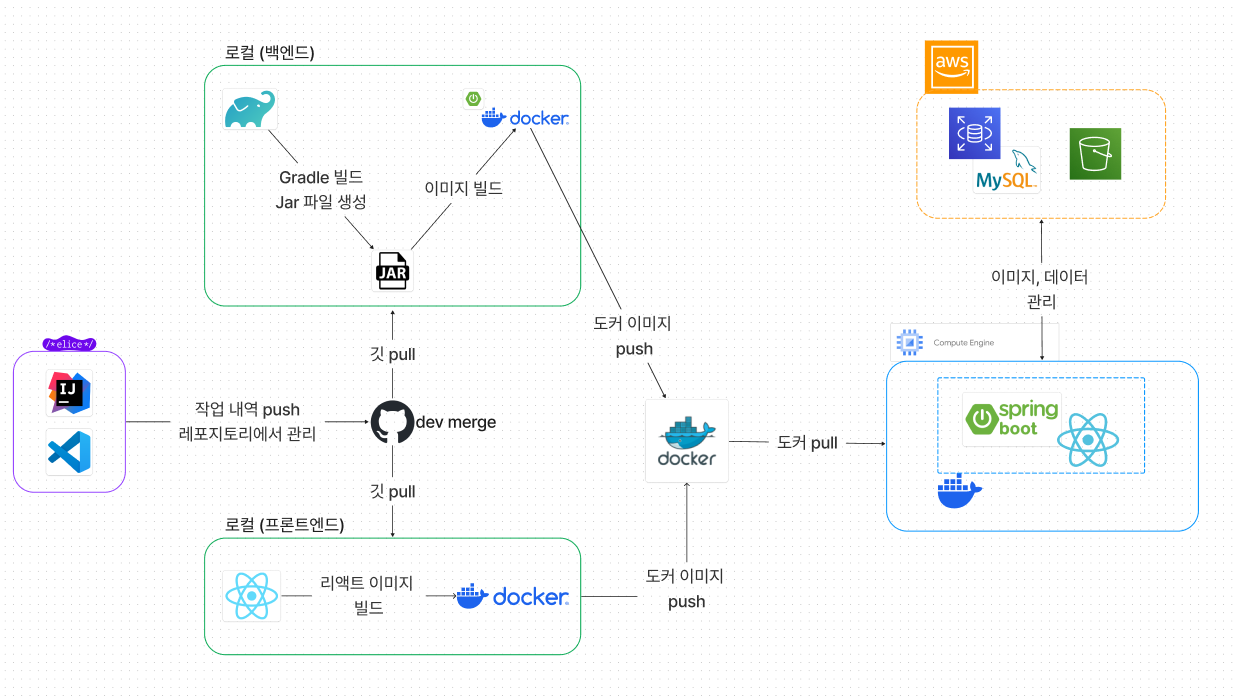 로컬 (백엔드)
docker
Gradle 빌드
Jar 파일 생성
이미지 빌드
JAR
aws
MySQL
이미지, 데이터
관리
도커 이미지
push
깃 pull
/*elice*/
IJ
작업 내역 push
레포지토리에서 관리
dev merge
docker
도커 pull
Compute Engine
spring
boot
깃 pull
로컬 (프론트엔드)
리액트 이미지
빌드
docker
도커 이미지
push